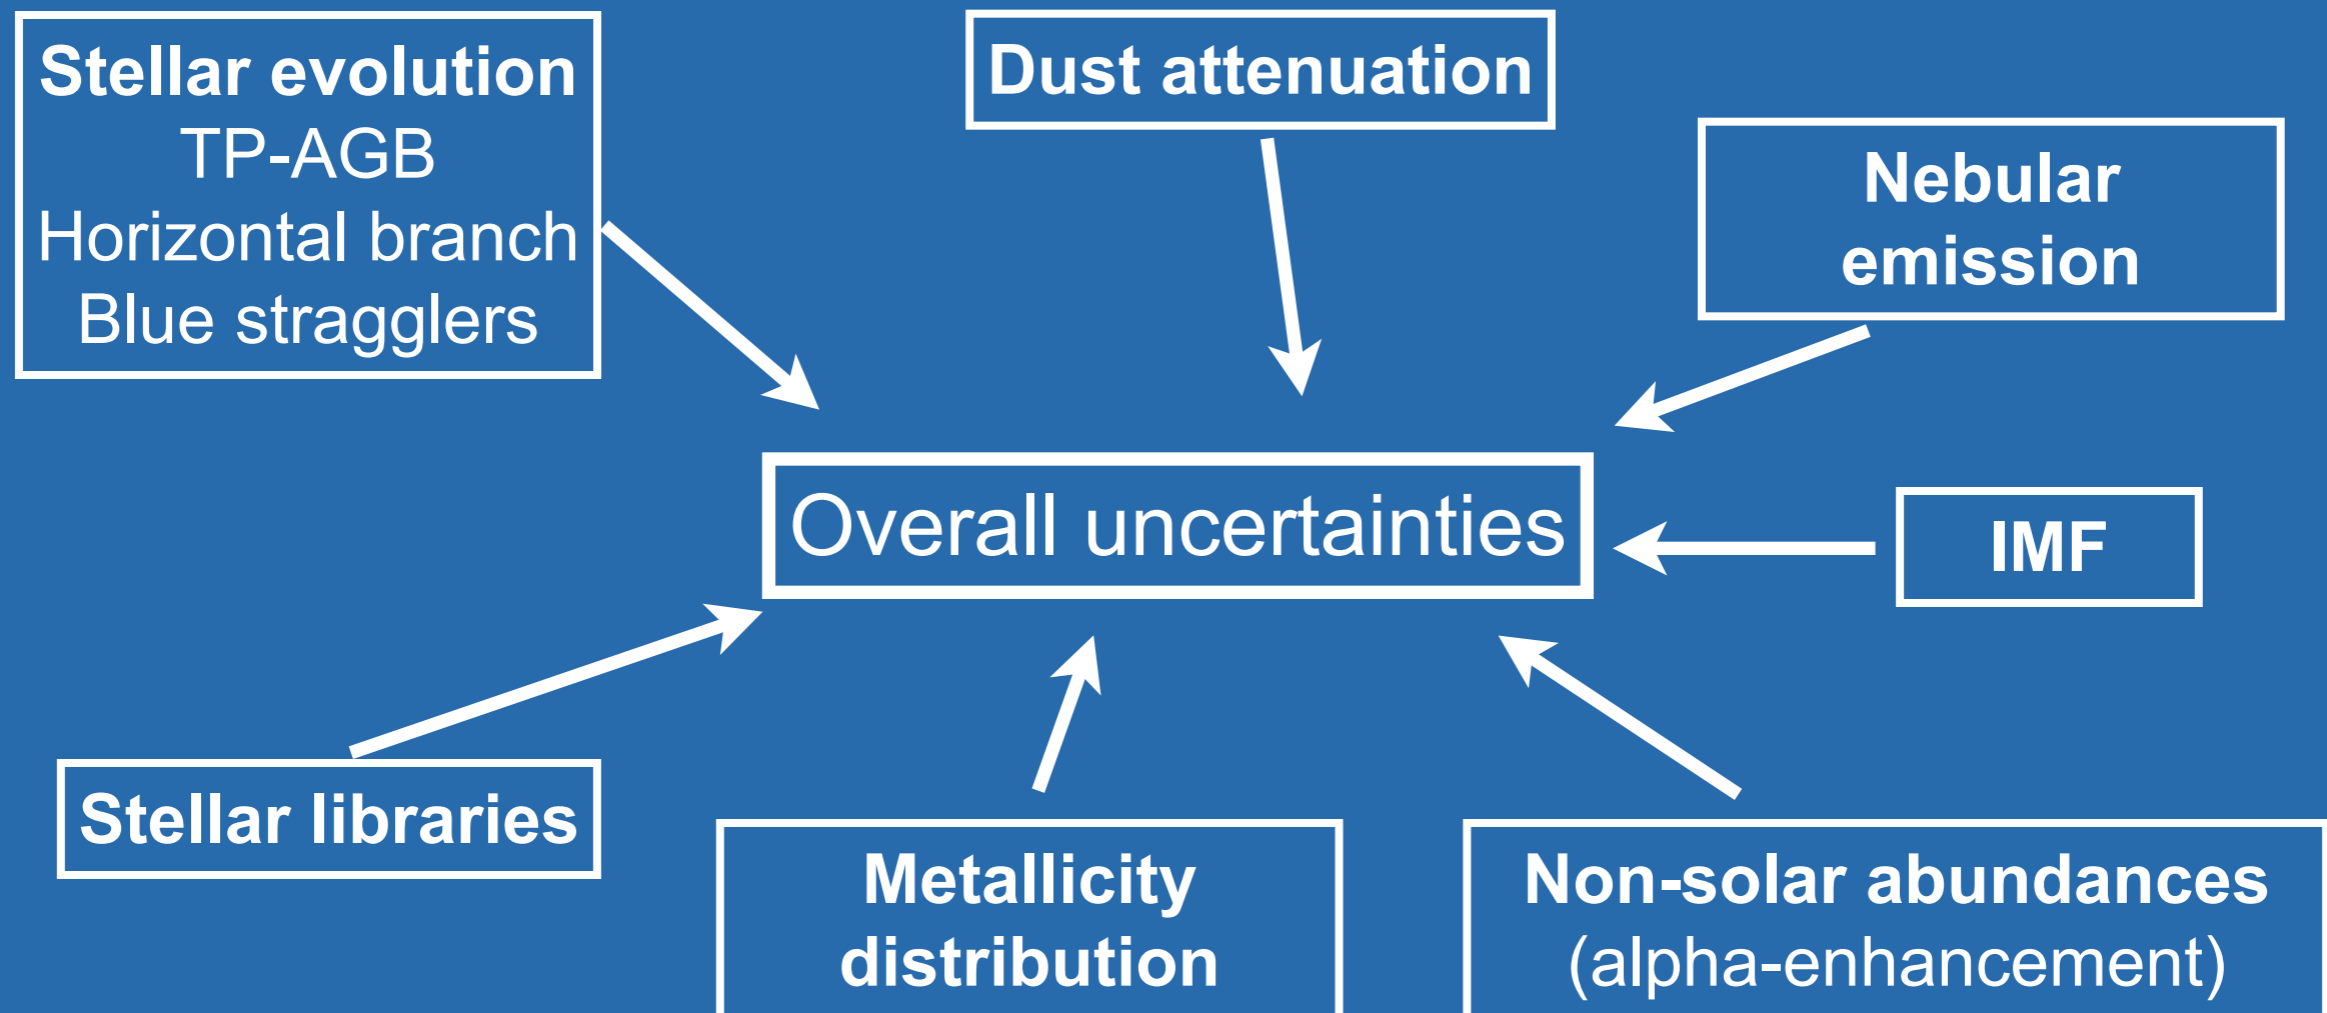 Stellar evolution
TP-AGB
Horizontal branch
Blue stragglers
Dust attenuation
Nebular
emission
Overall uncertainties
IMF
Stellar libraries
Metallicity
distribution
Non-solar abundances
(alpha-enhancement)